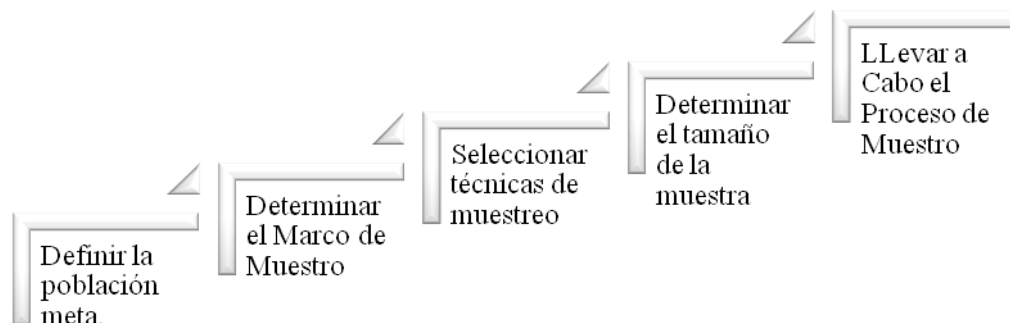 Definir la
población
meta.
Determinar
el Marco de
Muestro
Seleccionar
técnicas de
muestreo
Determinar
el tamaño
de la
muestra
LLevar a
Cabo el
Proceso de
Muestro